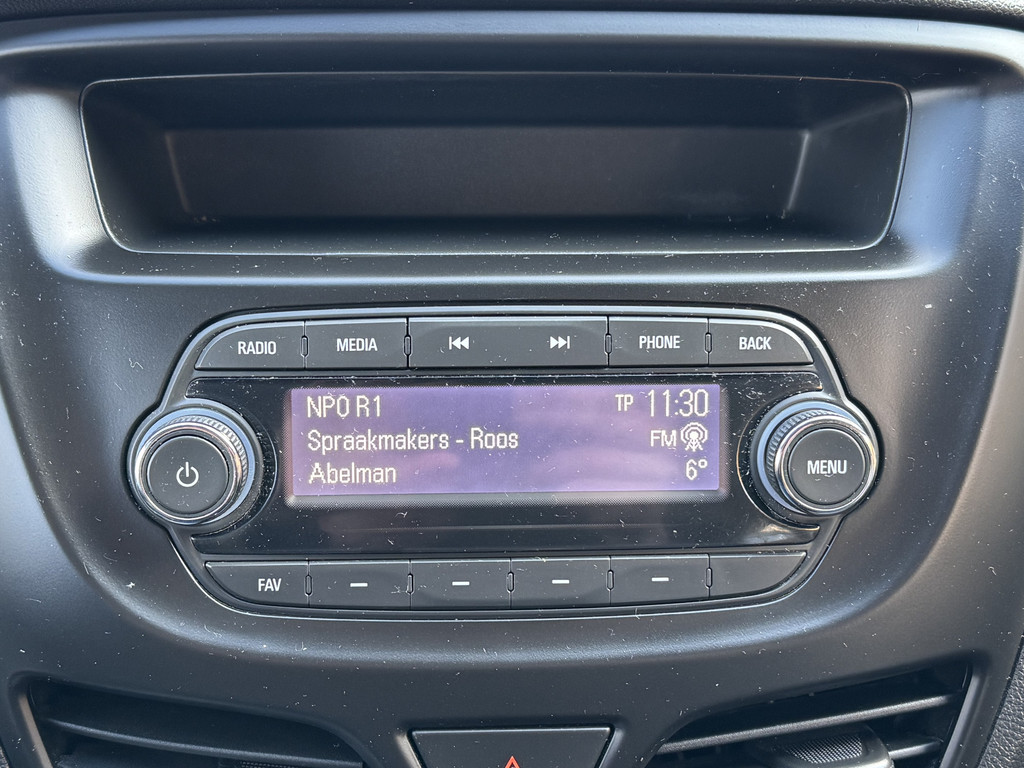 RADIO MEDIA PHONE BACK
NPO R1 TP 11:30
Spraakmakers - Roos FM
Abelman 6°
MENU
FAV